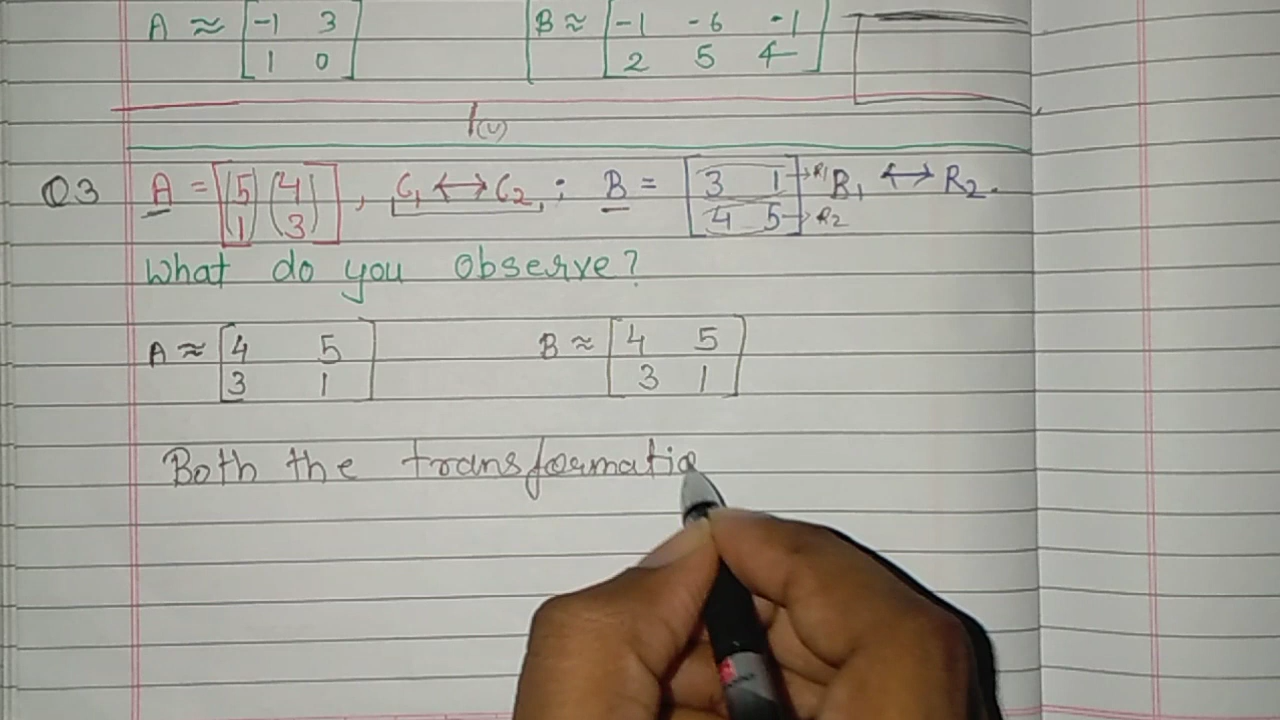 A ≈ [-1 3 B ≈ [-1 -6 -1
1 0] 2 5 4]
(v)
Q3 A = [5 4 , C₁ ↔ C₂ ; B = [3 1 → R1 R₁ ↔ R₂.
1 3] 4 5] → R2
What do you observe?
A ≈ [4 5 B ≈ [4 5
3 1] 3 1]
Both the transformatio